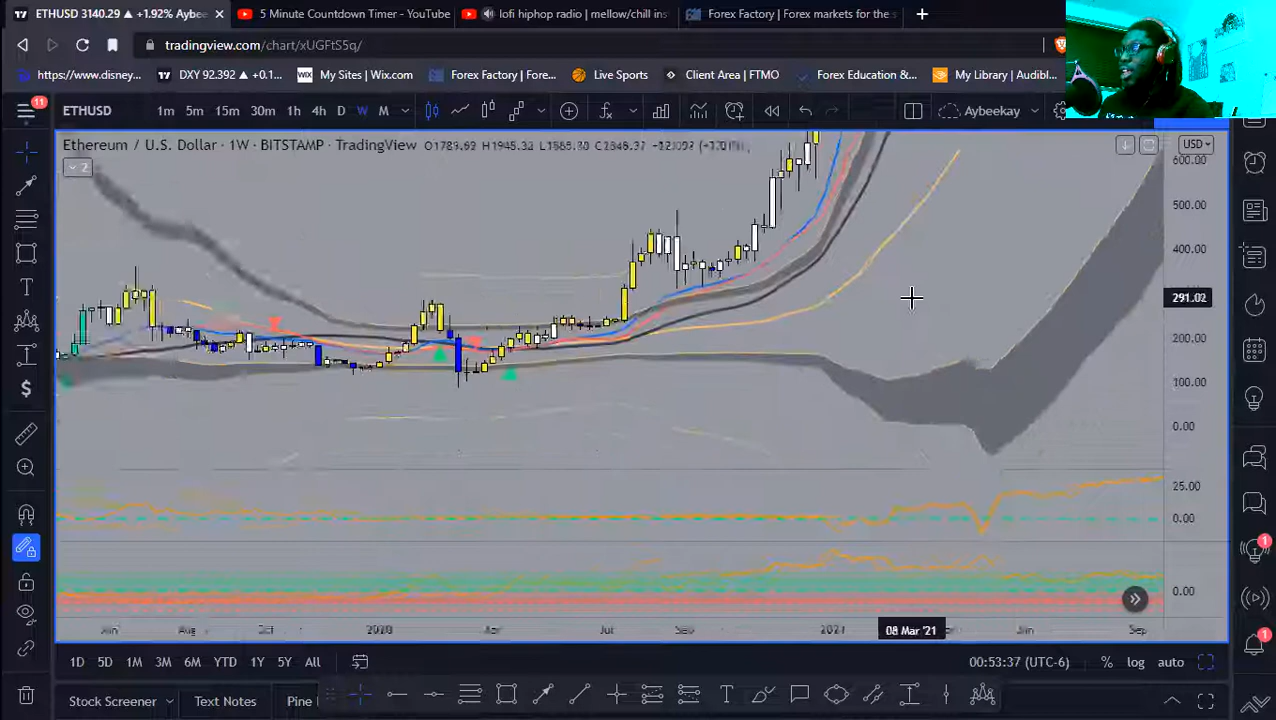 ETHUSD 3140.29 ▲ +1.92% Aybee
5 Minute Countdown Timer - YouTube
lofi hiphop radio | mellow/chill ins
Forex Factory | Forex markets for the s
tradingview.com/chart/xUGFtS5q/
https://www.disney...
DXY 92.392 ▲ +0.1...
My Sites | Wix.com
Forex Factory | Fore...
Live Sports
Client Area | FTMO
Forex Education &...
My Library | Audibl...
11
ETHUSD
1m 5m 15m 30m 1h 4h D W M
Aybeekay
Ethereum / U.S. Dollar · 1W · BITSTAMP · TradingView
USD
2
600.00
500.00
400.00
291.02
200.00
100.00
0.00
25.00
0.00
0.00
Jun Aug Oct 2020 Apr Jul Sep 2021 08 Mar '21 Jun Sep
1D 5D 1M 3M 6M YTD 1Y 5Y All
00:53:37 (UTC-6)
% log auto
Stock Screener
Text Notes
Pine
1
1